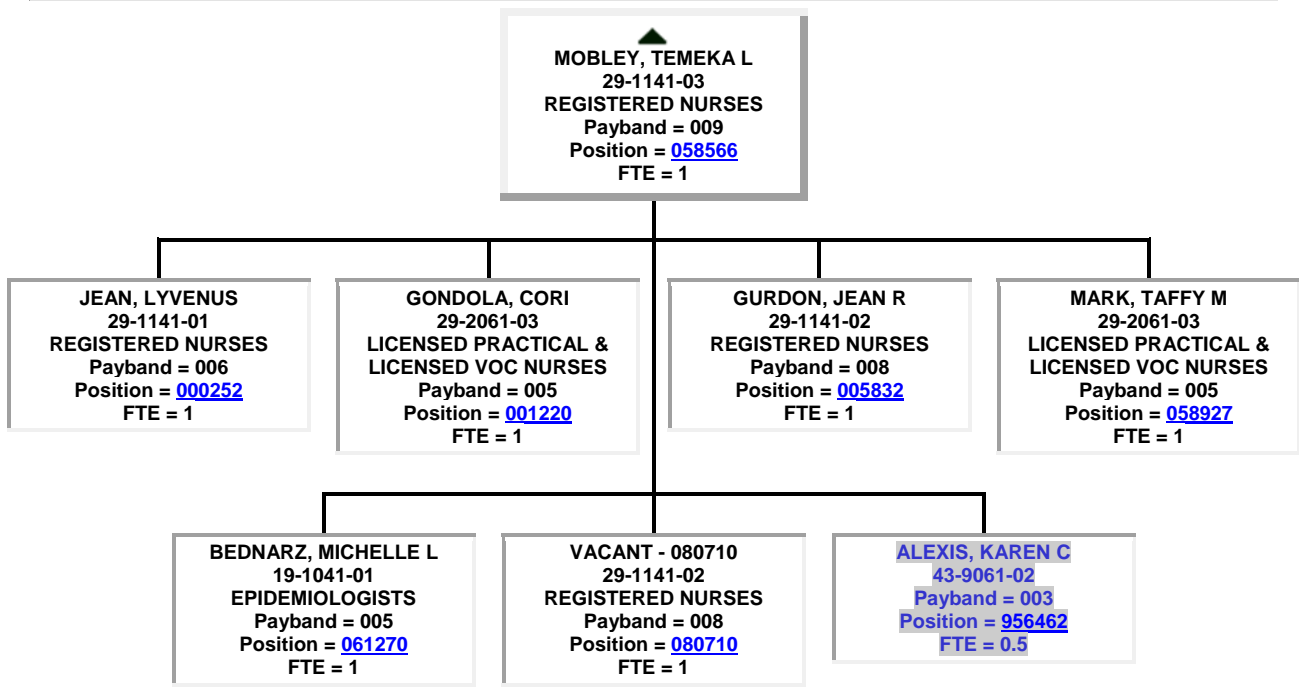 MOBLEY, TEMEKA L
29-1141-03
REGISTERED NURSES
Payband = 009
Position = 058566
FTE = 1
JEAN, LYVENUS
29-1141-01
REGISTERED NURSES
Payband = 006
Position = 000252
FTE = 1
GONDOLA, CORI
29-2061-03
LICENSED PRACTICAL &
LICENSED VOC NURSES
Payband = 005
Position = 001220
FTE = 1
GURDON, JEAN R
29-1141-02
REGISTERED NURSES
Payband = 008
Position = 005832
FTE = 1
MARK, TAFFY M
29-2061-03
LICENSED PRACTICAL &
LICENSED VOC NURSES
Payband = 005
Position = 058927
FTE = 1
BEDNARZ, MICHELLE L
19-1041-01
EPIDEMIOLOGISTS
Payband = 005
Position = 061270
FTE = 1
VACANT - 080710
29-1141-02
REGISTERED NURSES
Payband = 008
Position = 080710
FTE = 1
ALEXIS, KAREN C
43-9061-02
Payband = 003
Position = 956462
FTE = 0.5